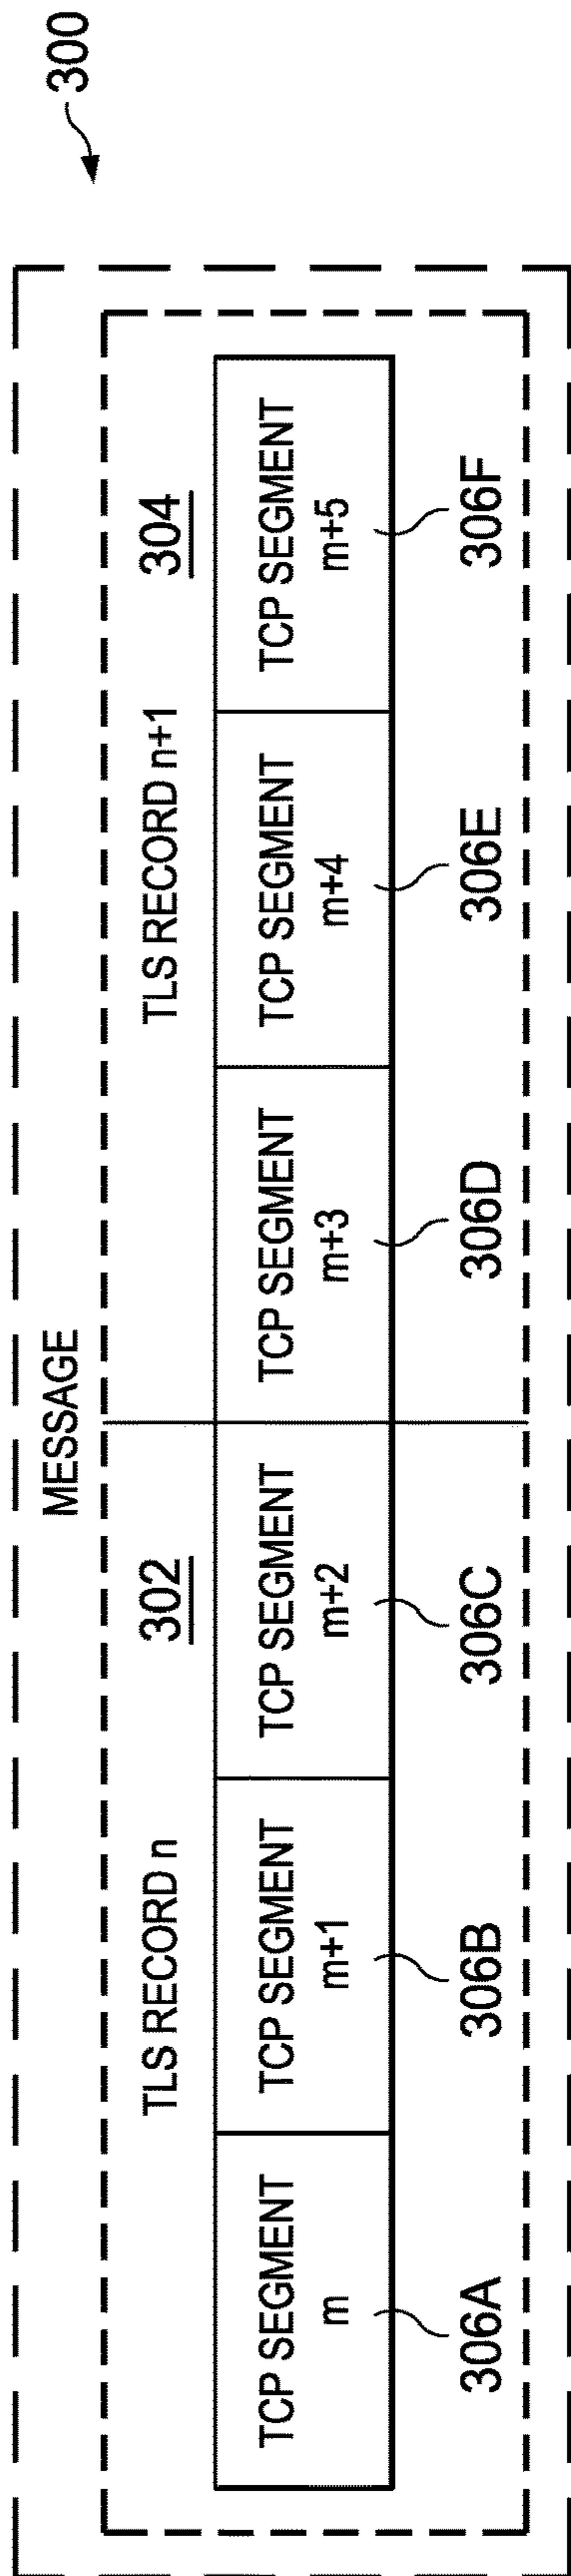 300
MESSAGE
TLS RECORD n
302
TLS RECORD n+1
304
TCP SEGMENT
m
TCP SEGMENT
m+1
TCP SEGMENT
m+2
TCP SEGMENT
m+3
TCP SEGMENT
m+4
TCP SEGMENT
m+5
306A
306B
306C
306D
306E
306F